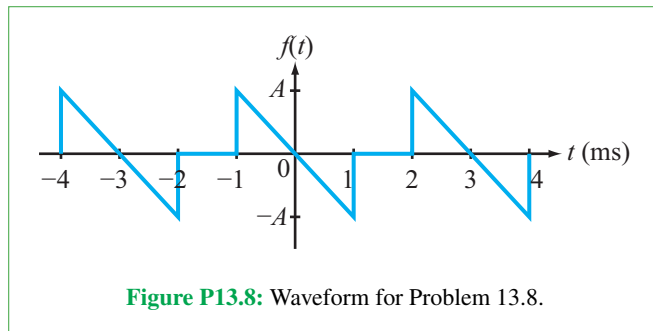 f(t)
A
t (ms)
−4 −3 −2 −1 0 1 2 3 4
−A
Figure P13.8: Waveform for Problem 13.8.